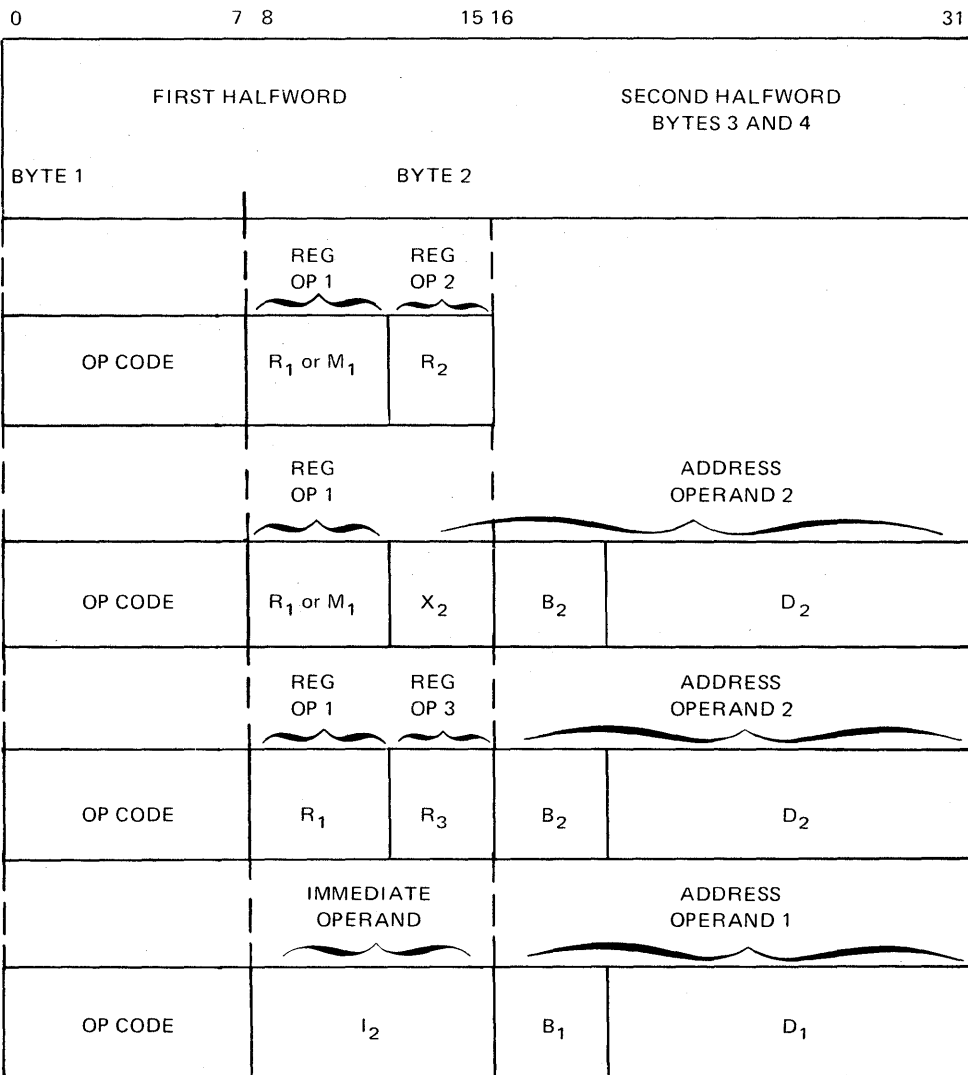 0 7 8 15 16 31
FIRST HALFWORD SECOND HALFWORD
BYTES 3 AND 4
BYTE 1 BYTE 2
REG REG
OP 1 OP 2
OP CODE R1 or M1 R2
REG ADDRESS
OP 1 OPERAND 2
OP CODE R1 or M1 X2 B2 D2
REG REG ADDRESS
OP 1 OP 3 OPERAND 2
OP CODE R1 R3 B2 D2
IMMEDIATE ADDRESS
OPERAND OPERAND 1
OP CODE I2 B1 D1